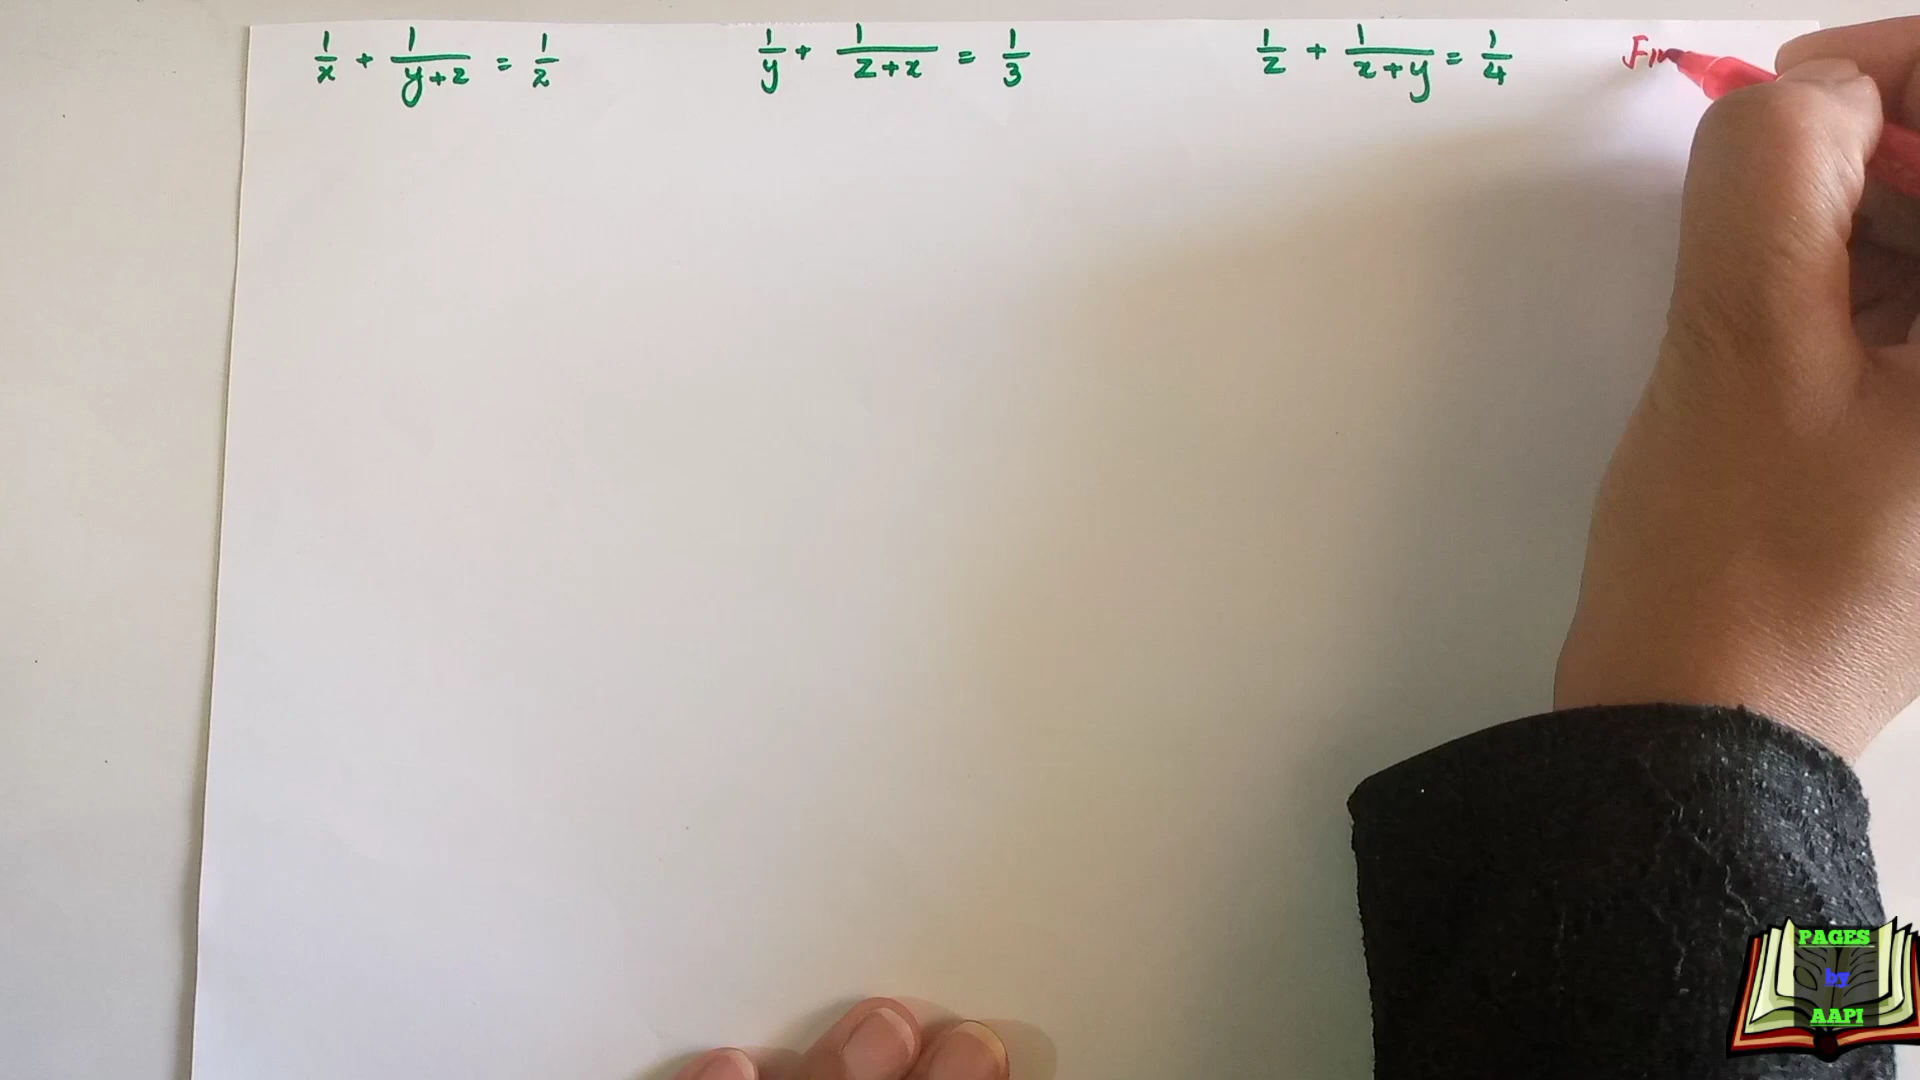 1/x + 1/(y+z) = 1/2 1/y + 1/(z+x) = 1/3 1/z + 1/(x+y) = 1/4
PAGES
by
AAPI